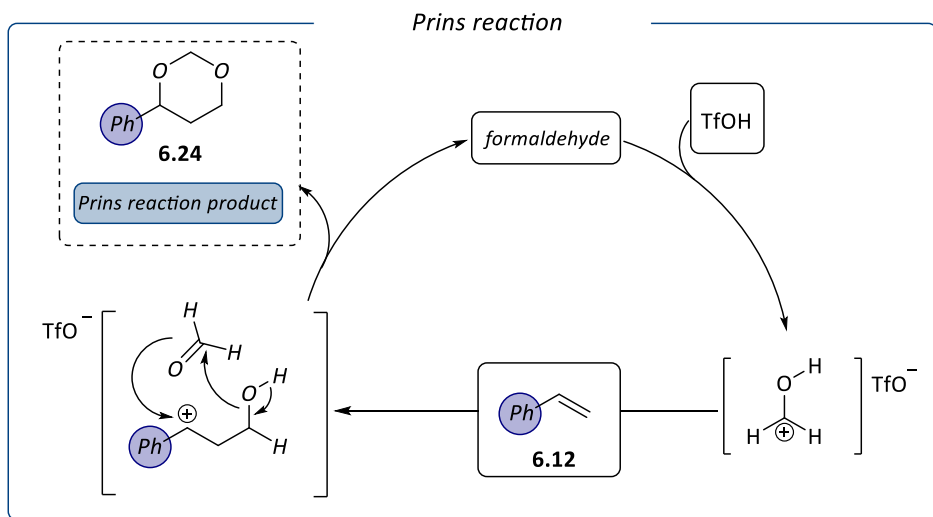 Prins reaction
O O
Ph
6.24
Prins reaction product
formaldehyde
TfOH
TfO−
H
H
O
O H
⊕
Ph
H
Ph
6.12
H
O
H ⊕ H
TfO−